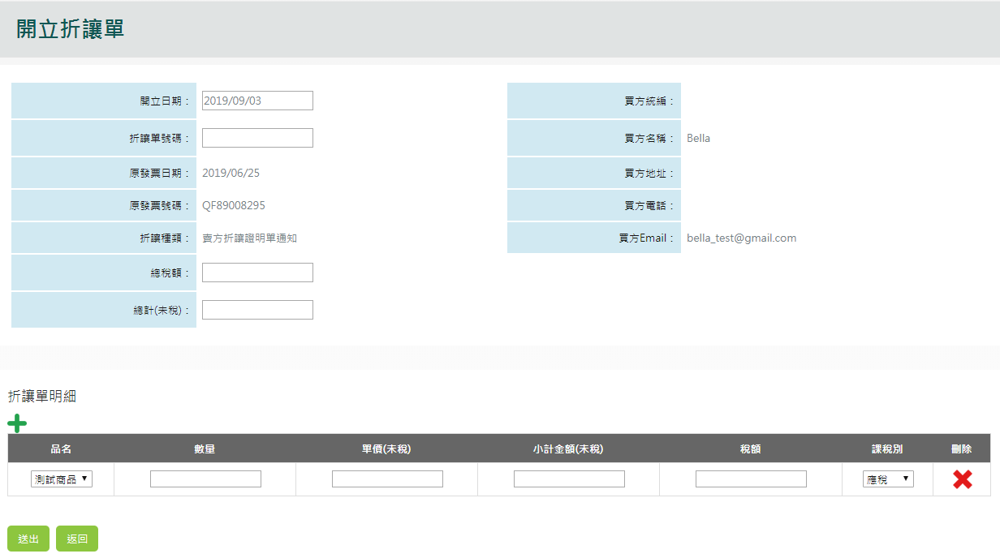 開立折讓單
開立日期： 2019/09/03
折讓單號碼：
原發票日期： 2019/06/25
原發票號碼： QF89008295
折讓種類： 賣方折讓證明單通知
總稅額：
總計(未稅)：
買方統編：
買方名稱： Bella
買方地址：
買方電話：
買方Email： bella_test@gmail.com
折讓單明細
品名 數量 單價(未稅) 小計金額(未稅) 稅額 課稅別 刪除
測試商品 應稅
送出 返回